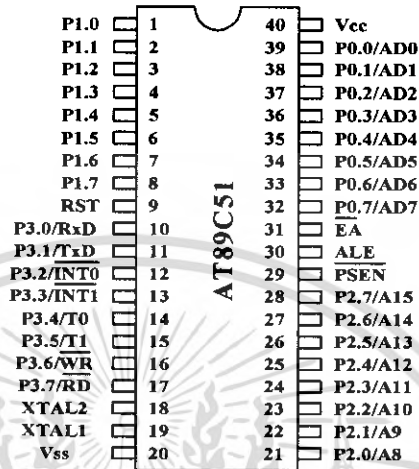 P1.0 1 40 Vcc
P1.1 2 39 P0.0/AD0
P1.2 3 38 P0.1/AD1
P1.3 4 37 P0.2/AD2
P1.4 5 36 P0.3/AD3
P1.5 6 35 P0.4/AD4
P1.6 7 34 P0.5/AD5
P1.7 8 33 P0.6/AD6
RST 9 32 P0.7/AD7
P3.0/RxD 10 31 EA
P3.1/TxD 11 30 ALE
P3.2/INT0 12 29 PSEN
P3.3/INT1 13 28 P2.7/A15
P3.4/T0 14 27 P2.6/A14
P3.5/T1 15 26 P2.5/A13
P3.6/WR 16 25 P2.4/A12
P3.7/RD 17 24 P2.3/A11
XTAL2 18 23 P2.2/A10
XTAL1 19 22 P2.1/A9
Vss 20 21 P2.0/A8
AT89C51